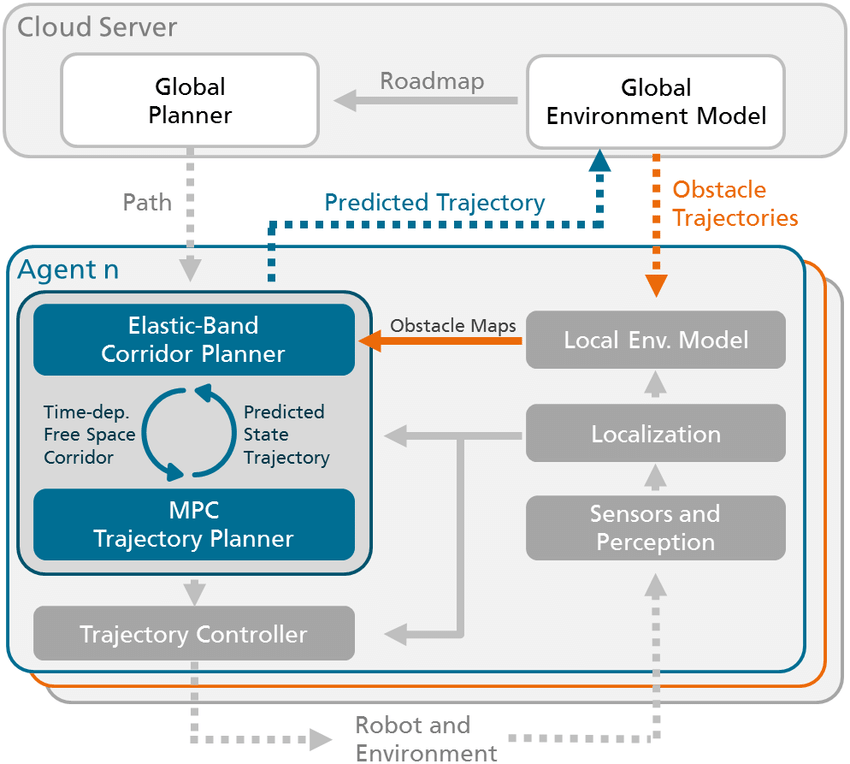 Cloud Server
Global
Planner
Roadmap
Global
Environment Model
Path
Predicted Trajectory
Obstacle
Trajectories
Agent n
Elastic-Band
Corridor Planner
Obstacle Maps
Local Env. Model
Time-dep.
Free Space
Corridor
Predicted
State
Trajectory
Localization
MPC
Trajectory Planner
Sensors and
Perception
Trajectory Controller
Robot and
Environment